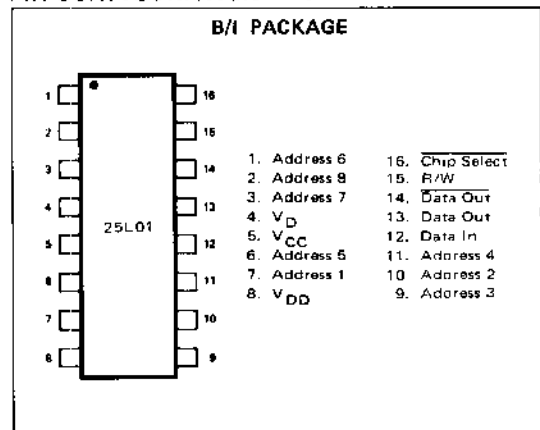 B/I PACKAGE
1 16
2 15
3 14
4 13
5 12
6 11
7 10
8 9
25L01
1. Address 6
2. Address 8
3. Address 7
4. VD
5. VCC
6. Address 5
7. Address 1
8. VDD
16. Chip Select
15. R/W
14. Data Out
13. Data Out
12. Data In
11. Address 4
10 Address 2
9. Address 3